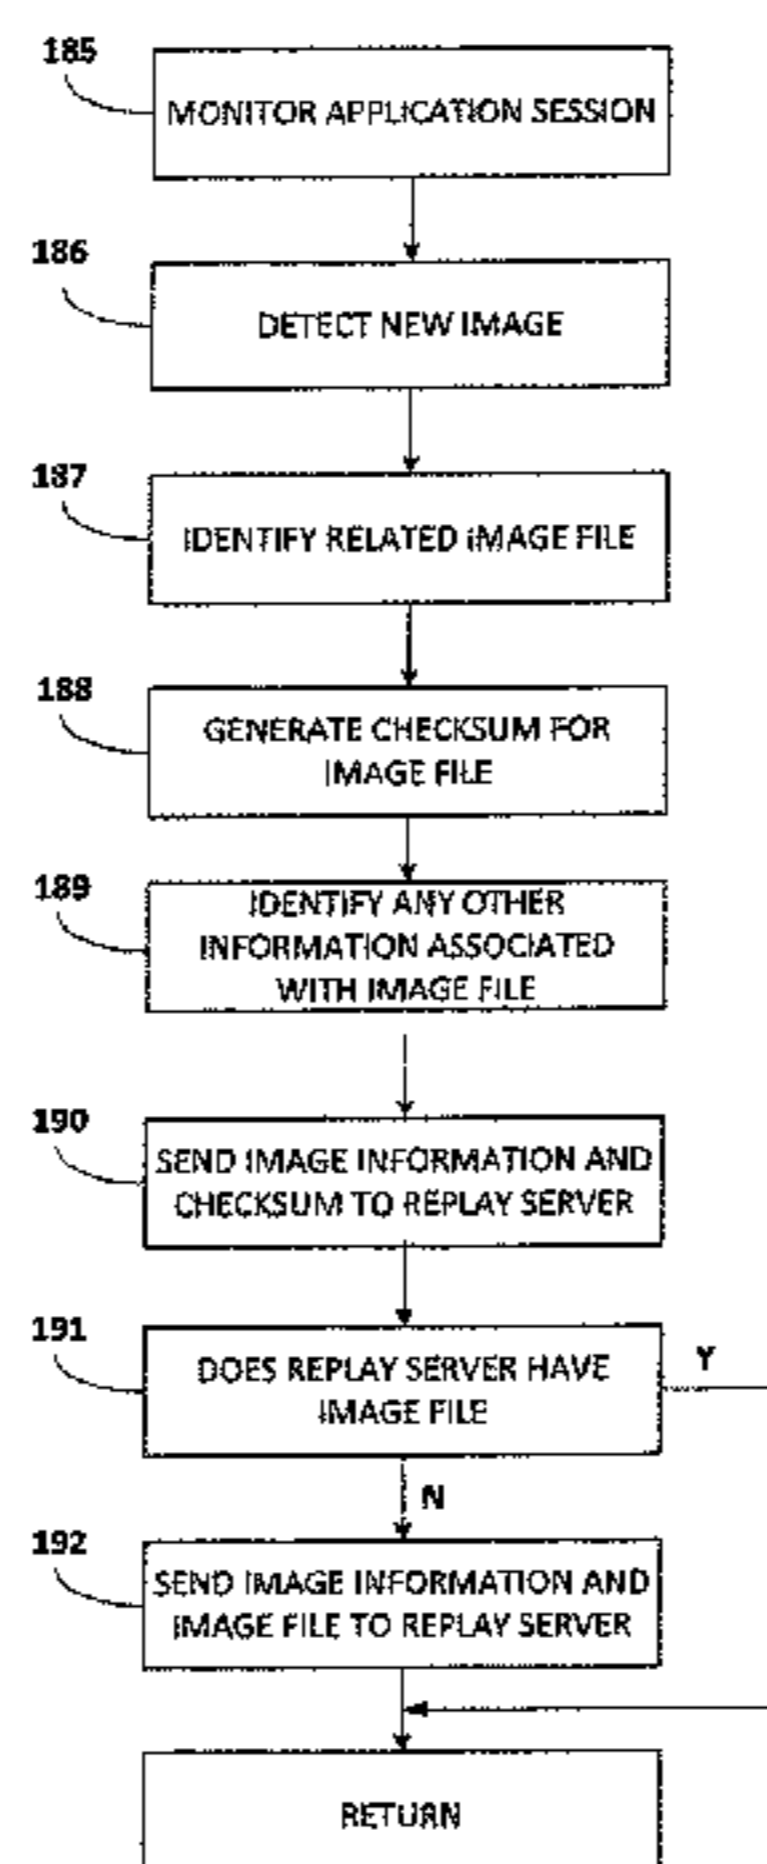 185
MONITOR APPLICATION SESSION
186
DETECT NEW IMAGE
187
IDENTIFY RELATED IMAGE FILE
188
GENERATE CHECKSUM FOR
IMAGE FILE
189
IDENTIFY ANY OTHER
INFORMATION ASSOCIATED
WITH IMAGE FILE
190
SEND IMAGE INFORMATION AND
CHECKSUM TO REPLAY SERVER
191
DOES REPLAY SERVER HAVE
IMAGE FILE
Y
N
192
SEND IMAGE INFORMATION AND
IMAGE FILE TO REPLAY SERVER
RETURN